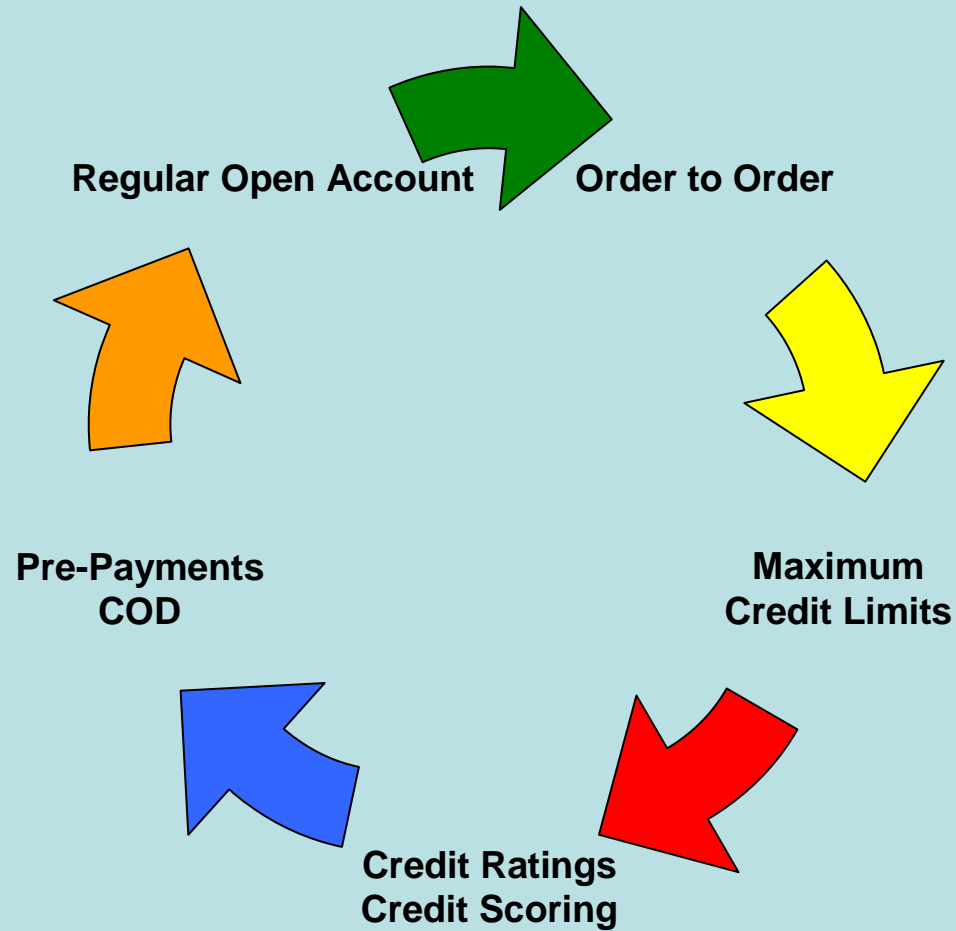 Regular Open Account
Order to Order
Maximum
Credit Limits
Credit Ratings
Credit Scoring
Pre-Payments
COD